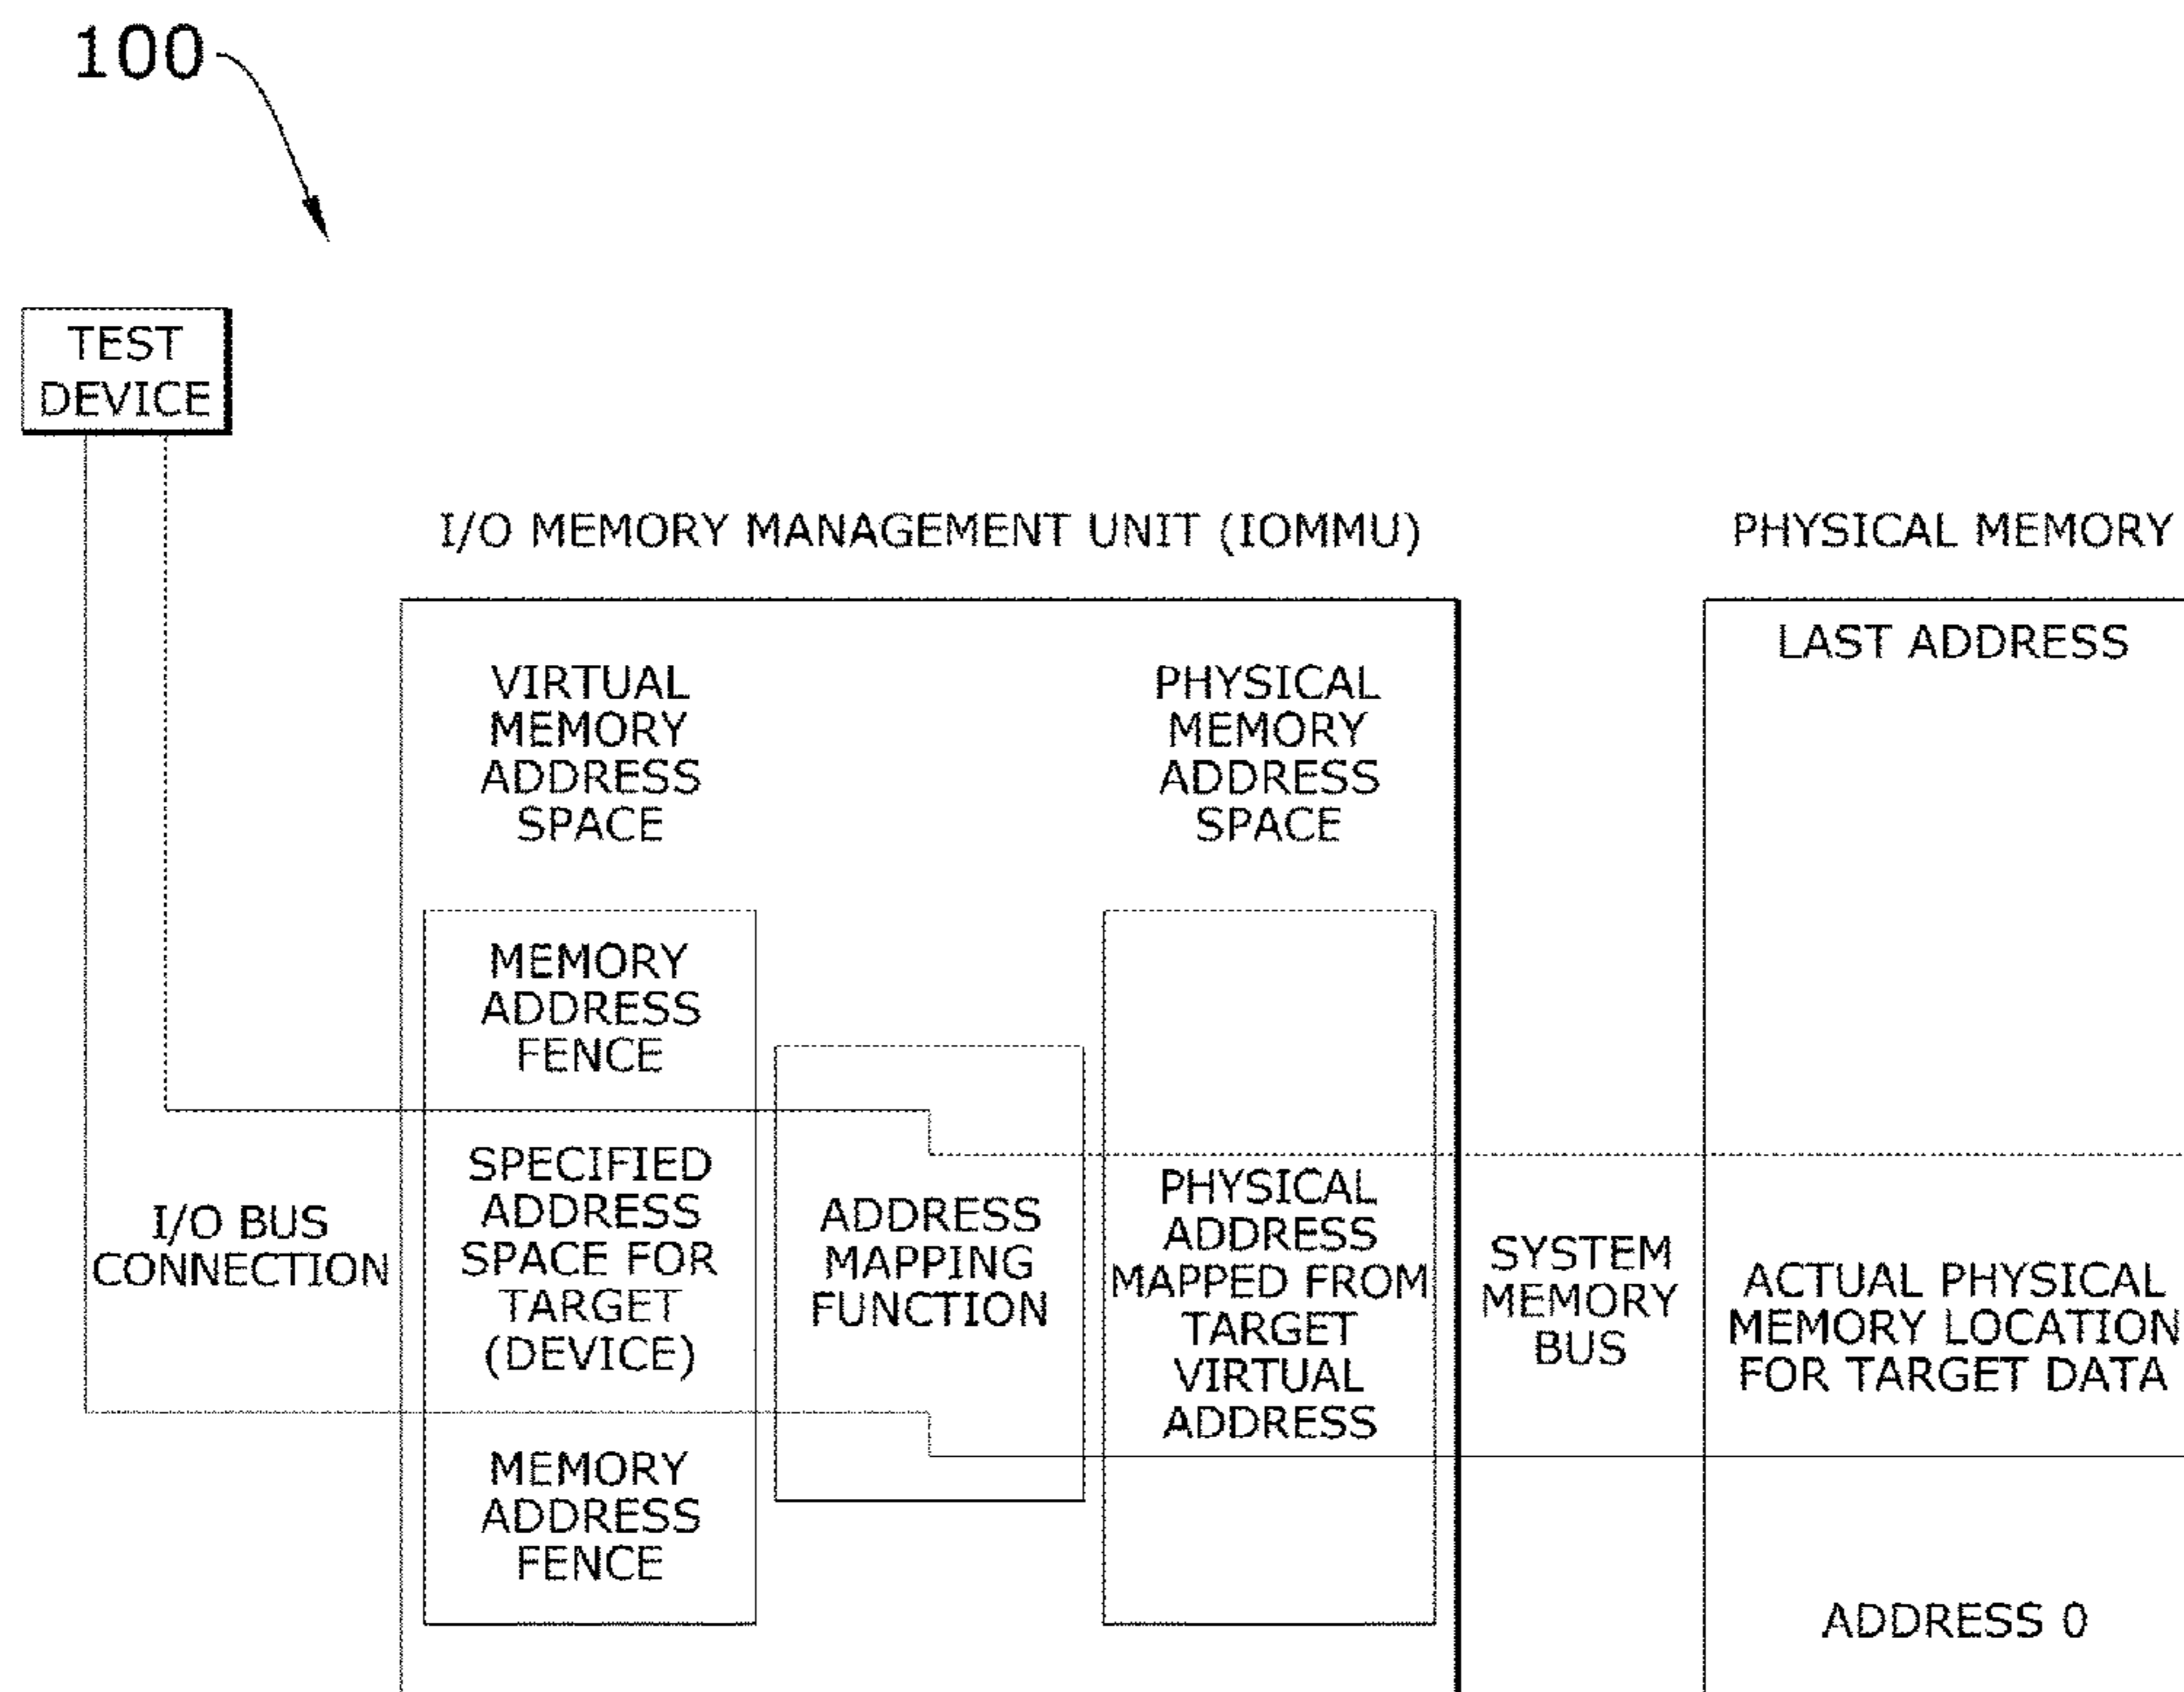 100
TEST
DEVICE
I/O MEMORY MANAGEMENT UNIT (IOMMU)
PHYSICAL MEMORY
LAST ADDRESS
VIRTUAL
MEMORY
ADDRESS
SPACE
PHYSICAL
MEMORY
ADDRESS
SPACE
MEMORY
ADDRESS
FENCE
I/O BUS
CONNECTION
SPECIFIED
ADDRESS
SPACE FOR
TARGET
(DEVICE)
ADDRESS
MAPPING
FUNCTION
PHYSICAL
ADDRESS
MAPPED FROM
TARGET
VIRTUAL
ADDRESS
SYSTEM
MEMORY
BUS
ACTUAL PHYSICAL
MEMORY LOCATION
FOR TARGET DATA
MEMORY
ADDRESS
FENCE
ADDRESS 0